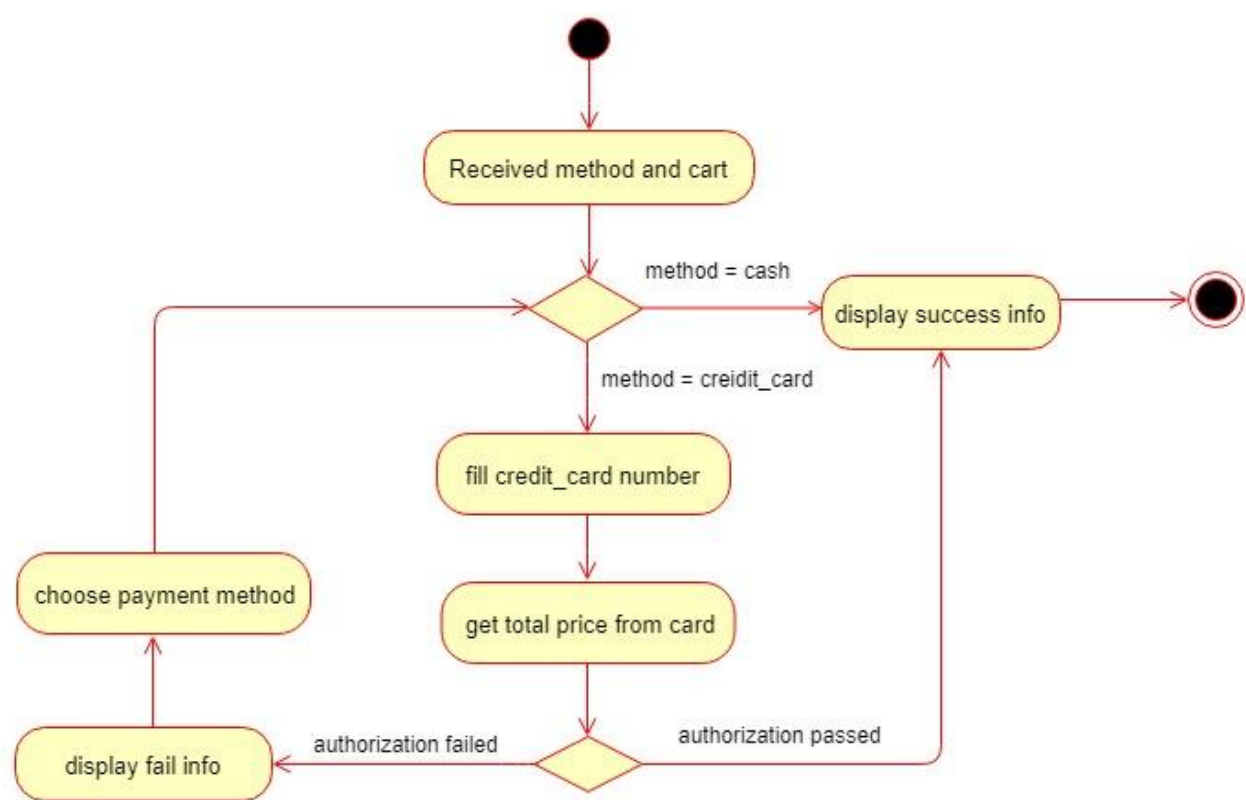 Received method and cart
method = cash
display success info
method = creidit_card
fill credit_card number
choose payment method
get total price from card
authorization failed
authorization passed
display fail info